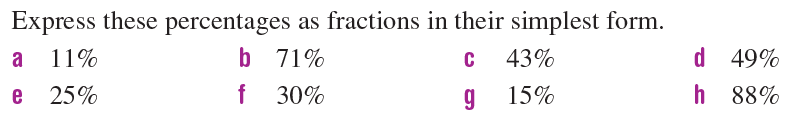 Express these percentages as fractions in their simplest form.
a 11% b 71% c 43% d 49%
e 25% f 30% g 15% h 88%